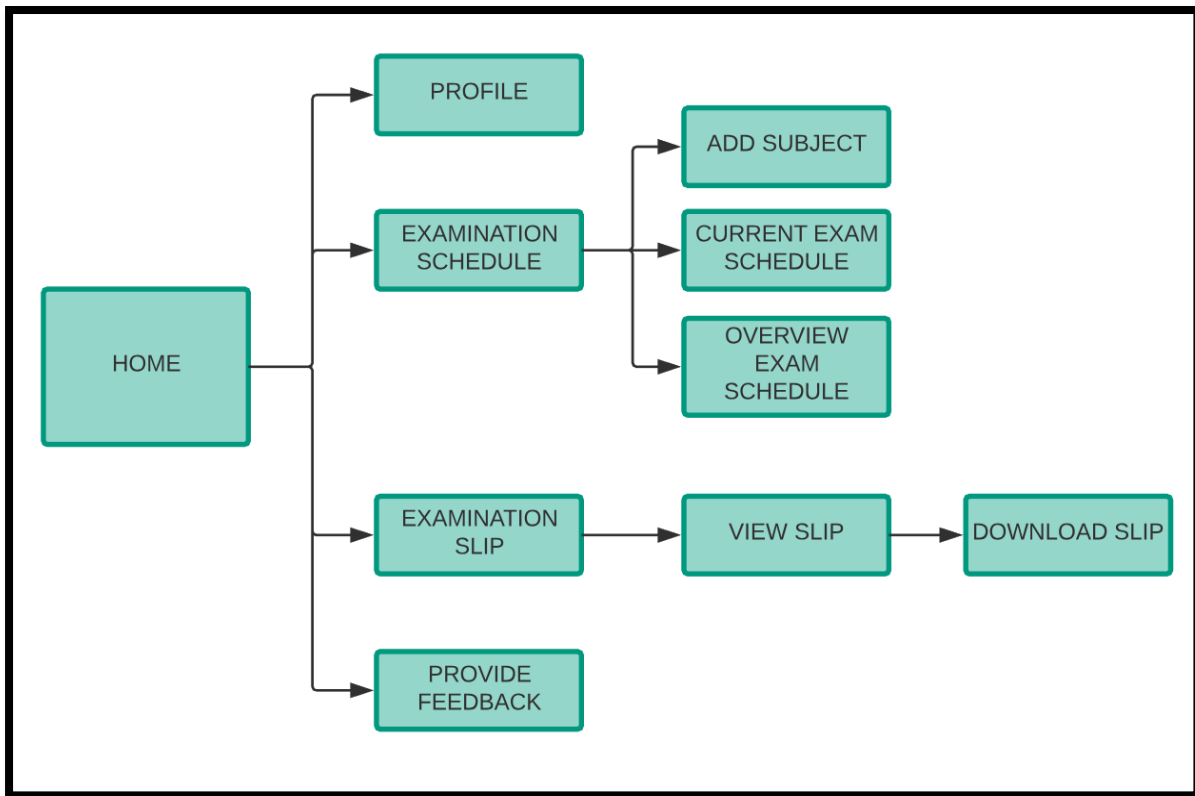 PROFILE
ADD SUBJECT
EXAMINATION
SCHEDULE
CURRENT EXAM
SCHEDULE
OVERVIEW
EXAM
SCHEDULE
HOME
EXAMINATION
SLIP
VIEW SLIP
DOWNLOAD SLIP
PROVIDE
FEEDBACK